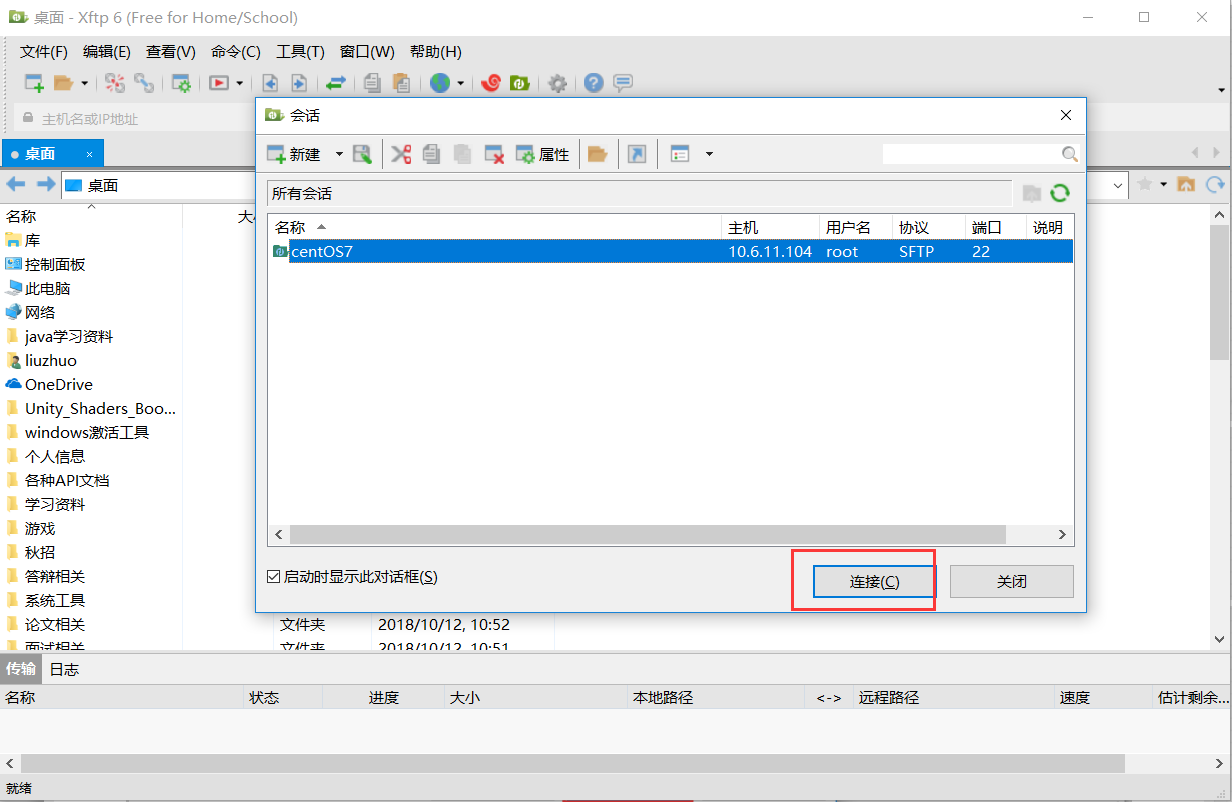 桌面 - Xftp 6 (Free for Home/School)
文件(F) 编辑(E) 查看(V) 命令(C) 工具(T) 窗口(W) 帮助(H)
主机名或IP地址
桌面
桌面
名称
库
控制面板
此电脑
网络
java学习资料
liuzhuo
OneDrive
Unity_Shaders_Boo...
windows激活工具
个人信息
各种API文档
学习资料
游戏
秋招
答辩相关
系统工具
论文相关
面试相关
会话
新建 属性
所有会话
名称 主机 用户名 协议 端口 说明
centOS7 10.6.11.104 root SFTP 22
启动时显示此对话框(S) 连接(C) 关闭
文件夹 2018/10/12, 10:52
文件夹 2018/10/12, 10:51
传输 日志
名称 状态 进度 大小 本地路径 <-> 远程路径 速度 估计剩余...
就绪